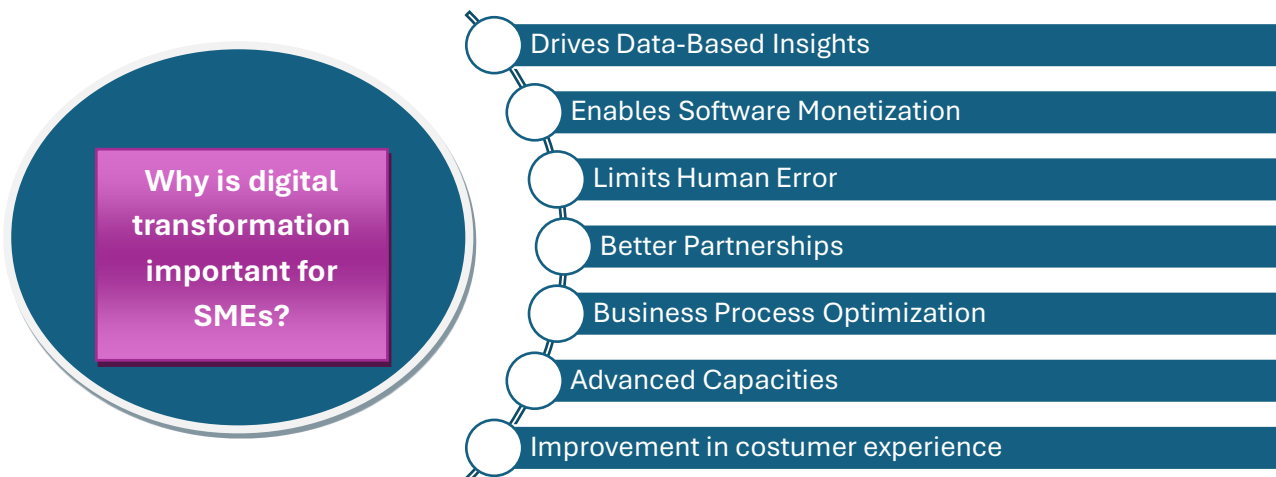 Why is digital
transformation
important for
SMEs?
Drives Data-Based Insights
Enables Software Monetization
Limits Human Error
Better Partnerships
Business Process Optimization
Advanced Capacities
Improvement in costumer experience